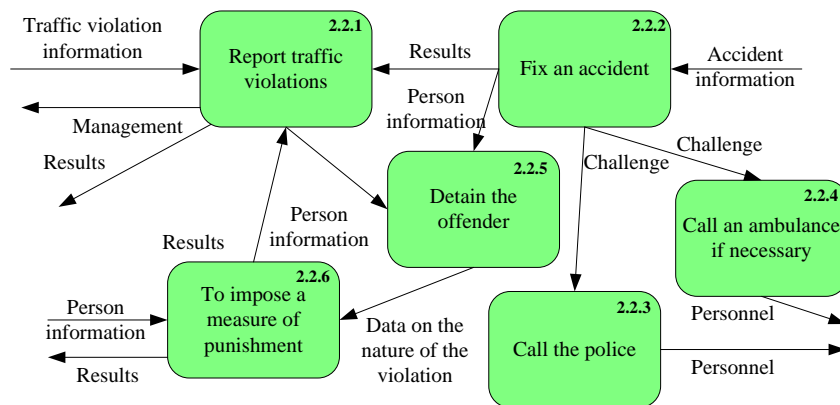 Traffic violation
information
2.2.1
Report traffic
violations
Results
2.2.2
Fix an accident
Accident
information
Management
Results
Person
information
Challenge
Challenge
2.2.5
Detain the
offender
2.2.4
Call an ambulance
if necessary
Person
information
Results
2.2.6
To impose a
measure of
punishment
Person
information
Results
Data on the
nature of the
violation
2.2.3
Call the police
Personnel
Personnel